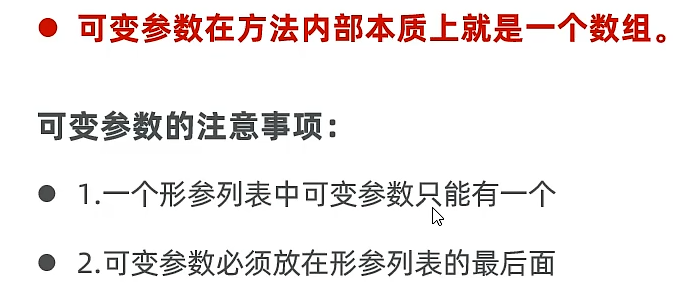 ● 可变参数在方法内部本质上就是一个数组。
可变参数的注意事项：
● 1.一个形参列表中可变参数只能有一个
● 2.可变参数必须放在形参列表的最后面